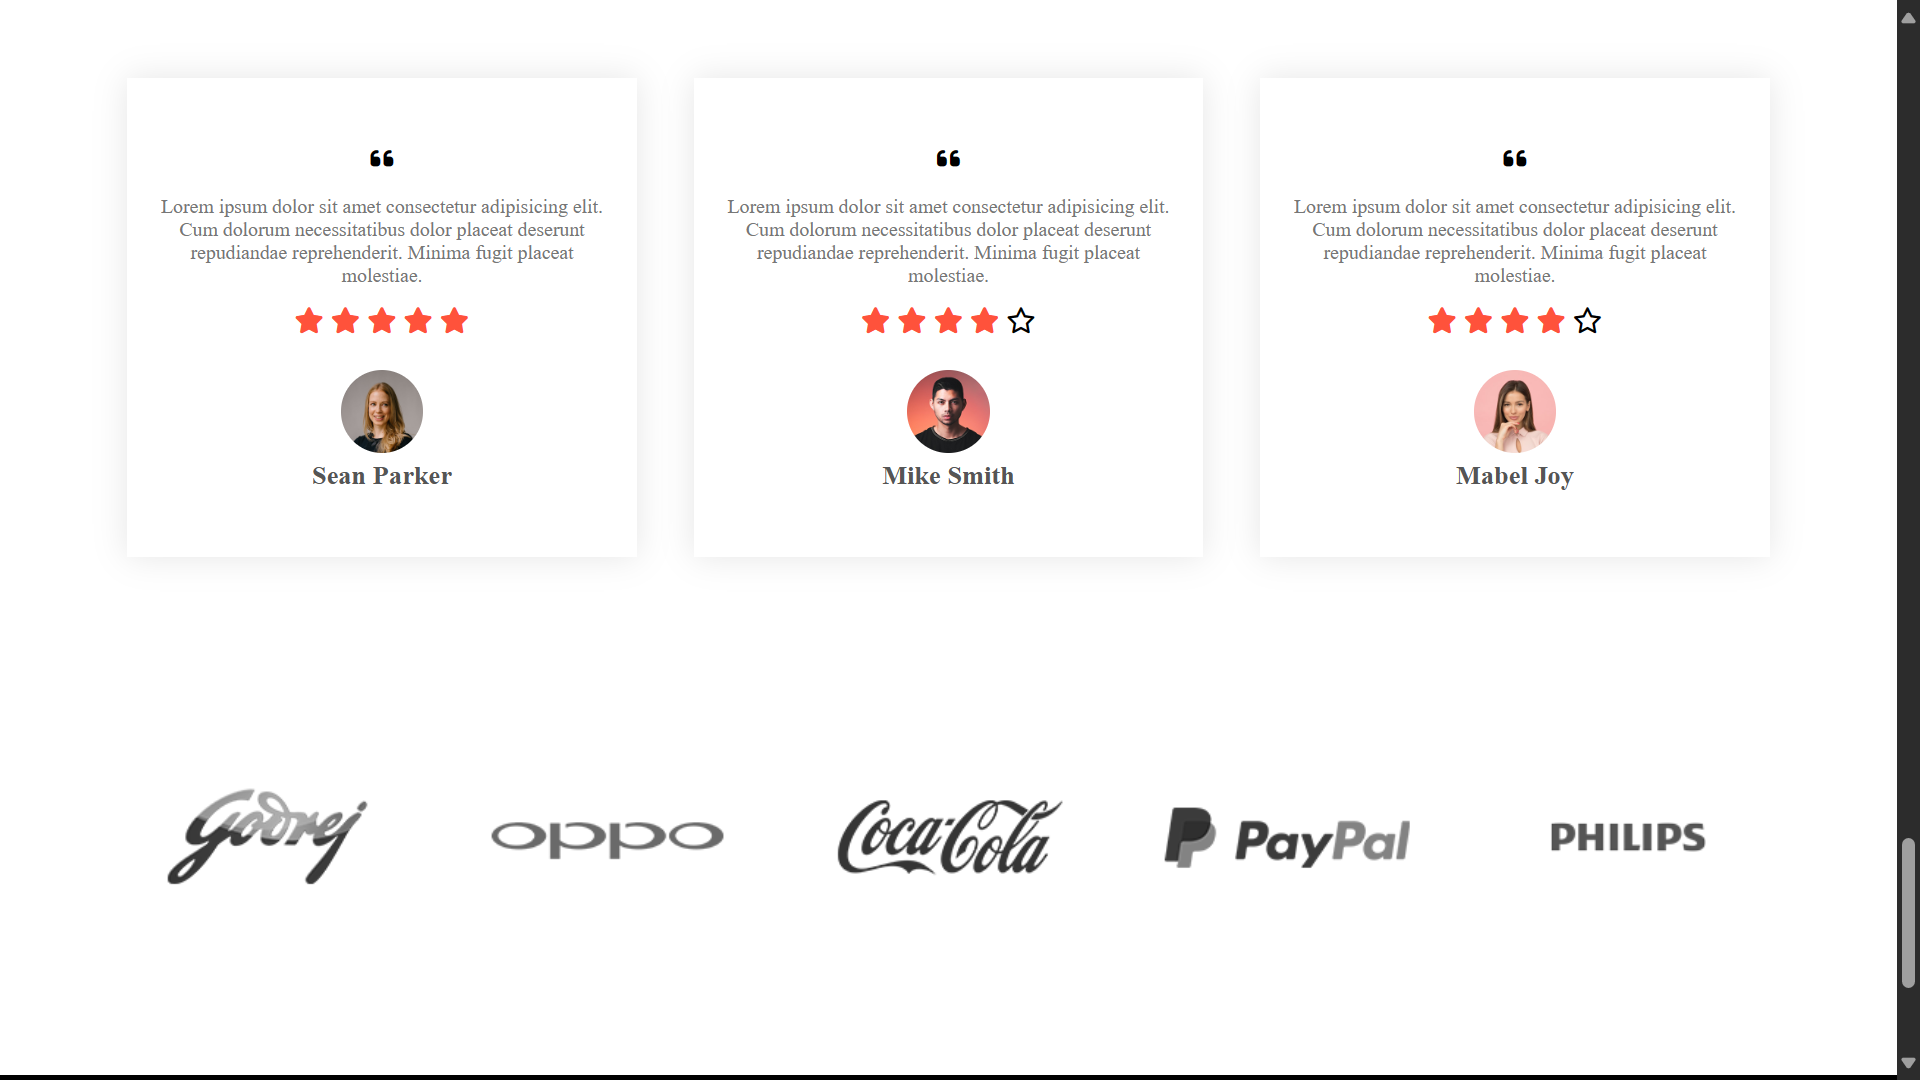 Lorem ipsum dolor sit amet consectetur adipisicing elit.
Cum dolorum necessitatibus dolor placeat deserunt
repudiandae reprehenderit. Minima fugit placeat
molestiae.
Sean Parker
Lorem ipsum dolor sit amet consectetur adipisicing elit.
Cum dolorum necessitatibus dolor placeat deserunt
repudiandae reprehenderit. Minima fugit placeat
molestiae.
Mike Smith
Lorem ipsum dolor sit amet consectetur adipisicing elit.
Cum dolorum necessitatibus dolor placeat deserunt
repudiandae reprehenderit. Minima fugit placeat
molestiae.
Mabel Joy
Godrej
oppo
Coca-Cola
PayPal
PHILIPS